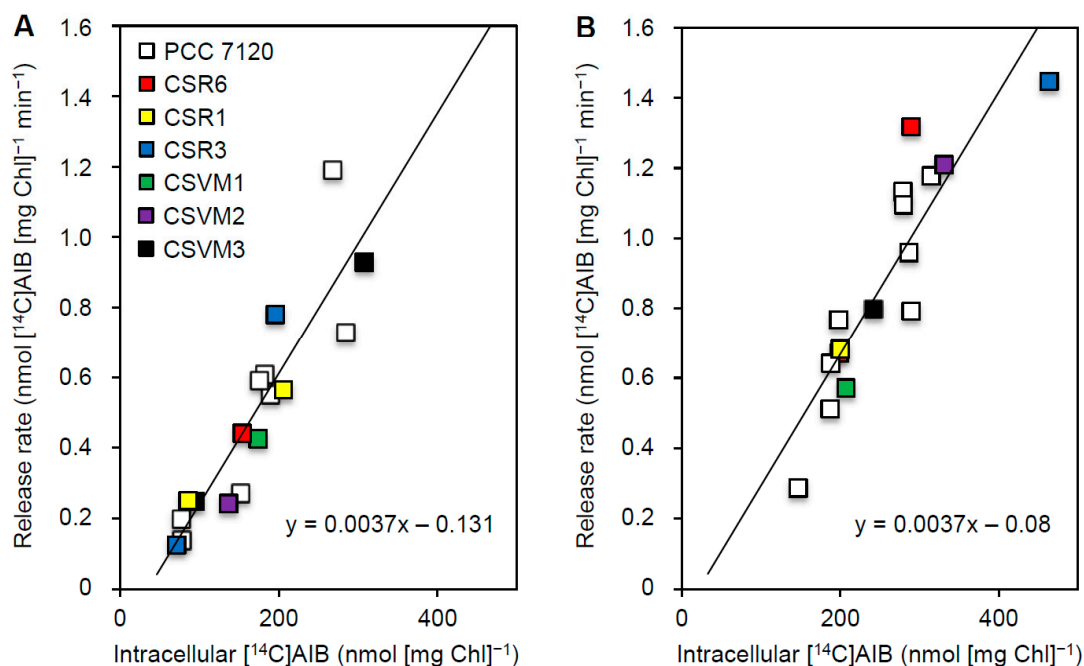 A
Release rate (nmol [¹⁴C]AIB [mg Chl]⁻¹ min⁻¹)
1.6
1.4
1.2
1.0
0.8
0.6
0.4
0.2
0
PCC 7120
CSR6
CSR1
CSR3
CSVM1
CSVM2
CSVM3
y = 0.0037x – 0.131
0 200 400
Intracellular [¹⁴C]AIB (nmol [mg Chl]⁻¹)
B
Release rate (nmol [¹⁴C]AIB [mg Chl]⁻¹ min⁻¹)
1.6
1.4
1.2
1.0
0.8
0.6
0.4
0.2
0
y = 0.0037x – 0.08
0 200 400
Intracellular [¹⁴C]AIB (nmol [mg Chl]⁻¹)